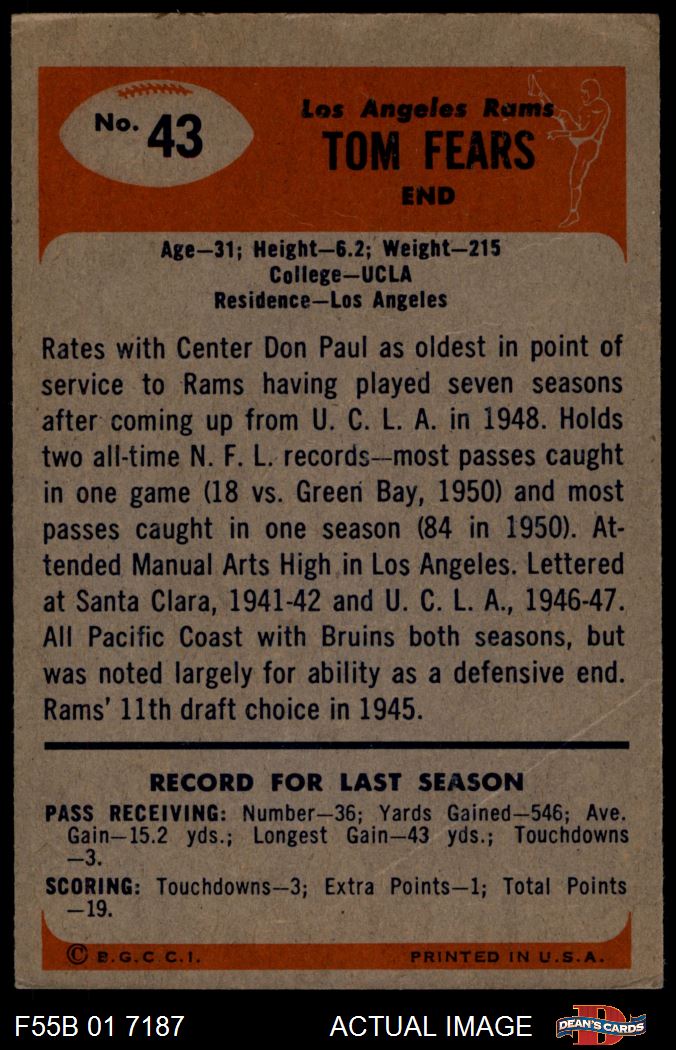 No. 43
Los Angeles Rams
TOM FEARS
END
Age—31; Height—6.2; Weight—215
College—UCLA
Residence—Los Angeles
Rates with Center Don Paul as oldest in point of
service to Rams having played seven seasons
after coming up from U. C. L. A. in 1948. Holds
two all-time N. F. L. records—most passes caught
in one game (18 vs. Green Bay, 1950) and most
passes caught in one season (84 in 1950). At-
tended Manual Arts High in Los Angeles. Lettered
at Santa Clara, 1941-42 and U. C. L. A., 1946-47.
All Pacific Coast with Bruins both seasons, but
was noted largely for ability as a defensive end.
Rams' 11th draft choice in 1945.
RECORD FOR LAST SEASON
PASS RECEIVING: Number—36; Yards Gained—546; Ave.
Gain—15.2 yds.; Longest Gain—43 yds.; Touchdowns
—3.
SCORING: Touchdowns—3; Extra Points—1; Total Points
—19.
© B.G.C C.I. PRINTED IN U.S.A.
F55B 01 7187 ACTUAL IMAGE D DEAN'S CARDS